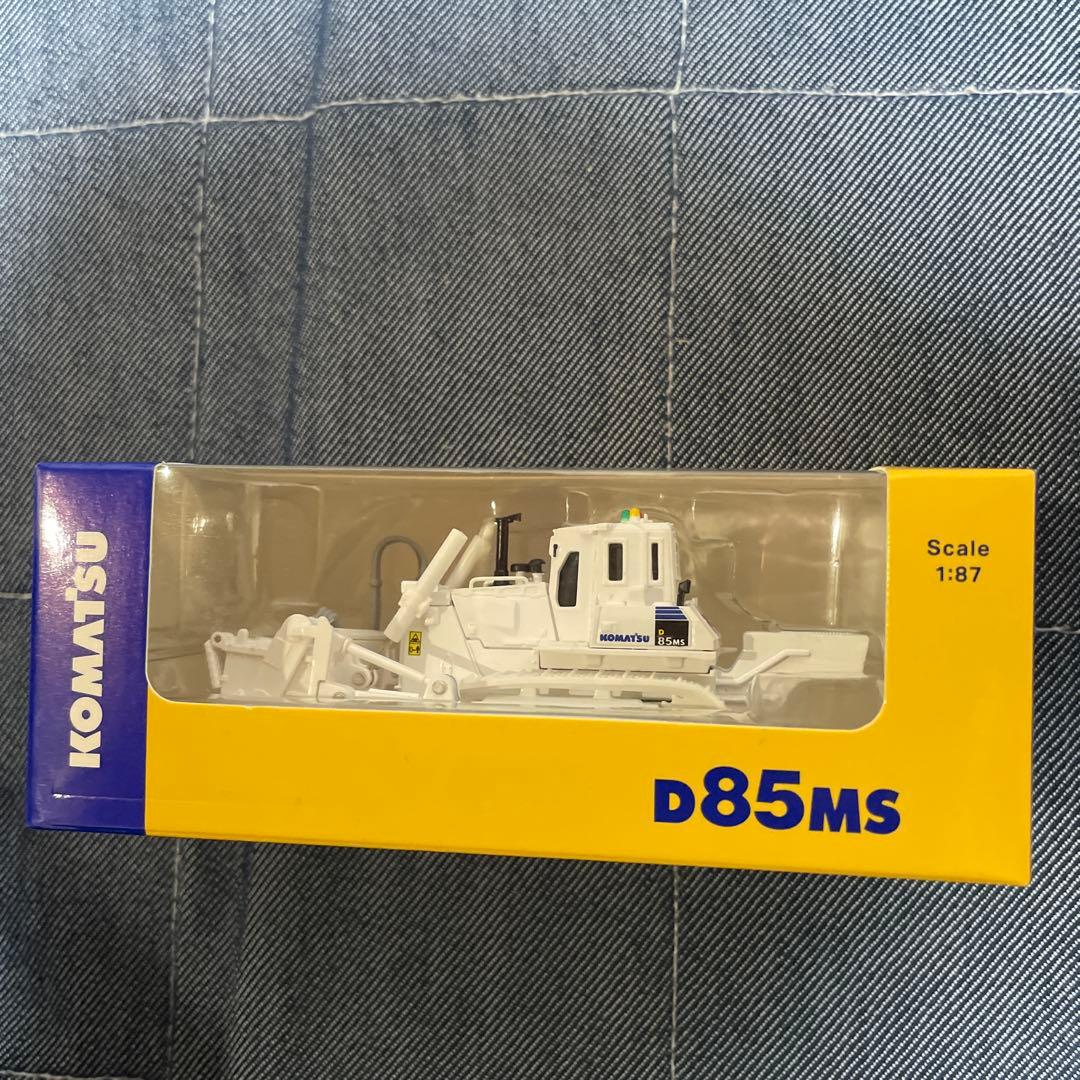 KOMATSU
Scale
1:87
KOMATSU
D
85MS
D85MS